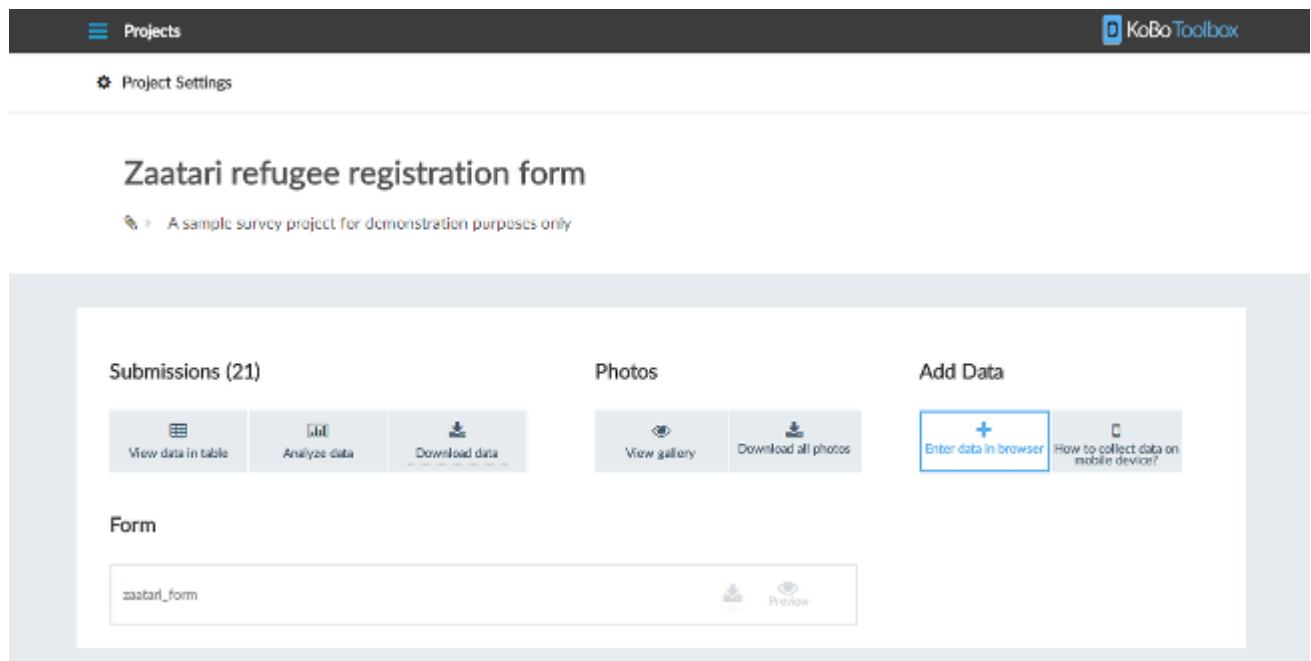 Projects
KoBoToolbox
Project Settings
Zaatari refugee registration form
A sample survey project for demonstration purposes only
Submissions (21)
Photos
Add Data
View data in table
Analyze data
Download data
View gallery
Download all photos
Enter data in browser
How to collect data on
mobile device?
Form
zaatari_form
Preview